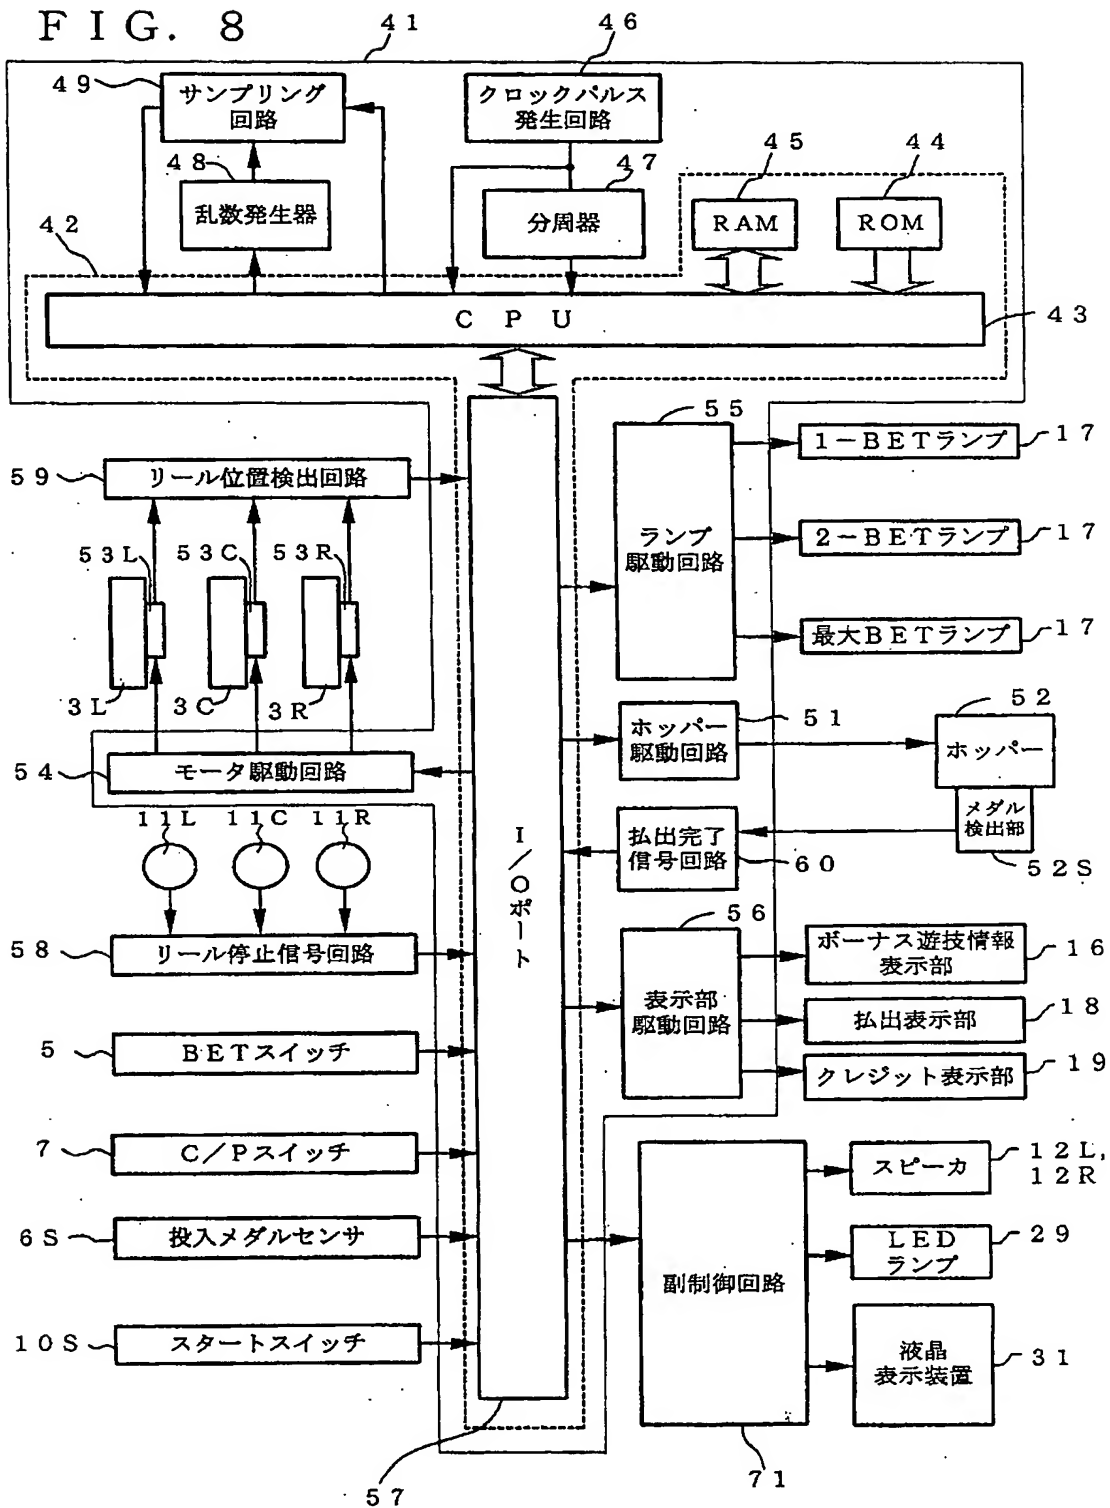 FIG. 8
41
46
49
サンプリング
回路
クロックパルス
発生回路
48
47
45
44
乱数発生器
分周器
RAM
ROM
42
CPU
43
55
1-BETランプ
17
59
リール位置検出回路
53L
53C
53R
ランプ
駆動回路
2-BETランプ
17
最大BETランプ
17
3L
3C
3R
ホッパー
駆動回路
51
52
ホッパー
54
モータ駆動回路
メダル
検出部
52S
11L
11C
11R
払出完了
信号回路
60
I/Oポート
56
58
リール停止信号回路
ボーナス遊技情報
表示部
16
表示部
駆動回路
払出表示部
18
5
BETスイッチ
クレジット表示部
19
7
C/Pスイッチ
スピーカ
12L,
12R
6S
投入メダルセンサ
LED
ランプ
29
副制御回路
10S
スタートスイッチ
液晶
表示装置
31
57
71